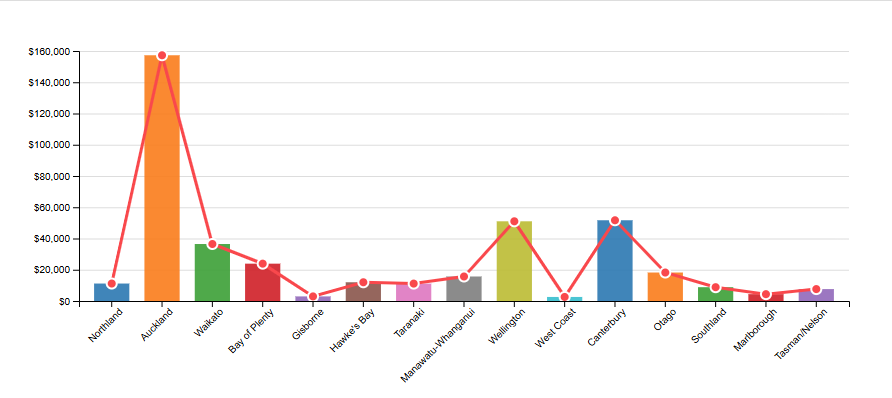 $160,000
$140,000
$120,000
$100,000
$80,000
$60,000
$40,000
$20,000
$0
Northland
Auckland
Waikato
Bay of Plenty
Gisborne
Hawke's Bay
Taranaki
Manawatu-Whanganui
Wellington
West Coast
Canterbury
Otago
Southland
Marlborough
Tasman/Nelson